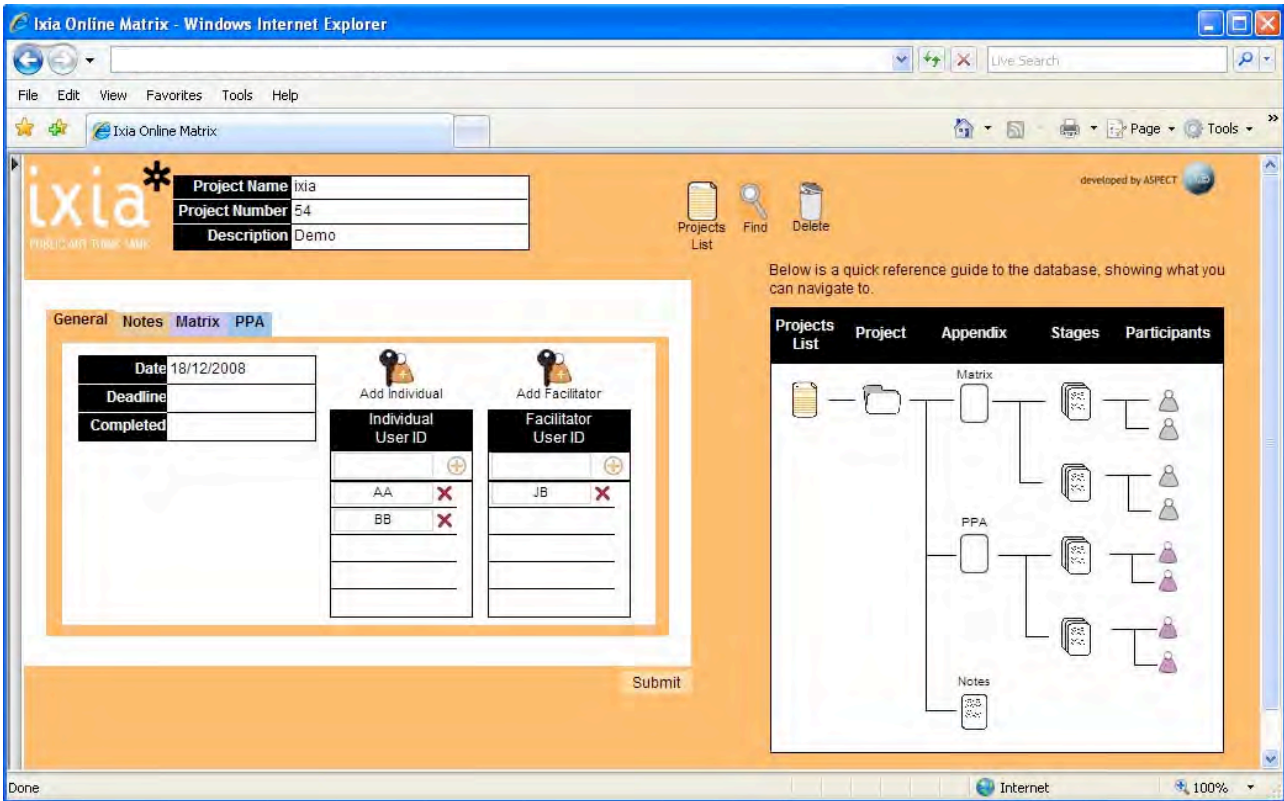 Ixia Online Matrix - Windows Internet Explorer
Live Search
File Edit View Favorites Tools Help
Ixia Online Matrix
Page Tools
ixia*
PUBLIC ART THINK TANK
Project Name ixia
Project Number 54
Description Demo
Projects List
Find
Delete
developed by ASPECT
Below is a quick reference guide to the database, showing what you
can navigate to.
General Notes Matrix PPA
Date 18/12/2008
Deadline
Completed
Add Individual
Individual
User ID
AA
BB
Add Facilitator
Facilitator
User ID
JB
Submit
Projects List
Project
Appendix
Stages
Participants
Matrix
PPA
Notes
Done
Internet
100%